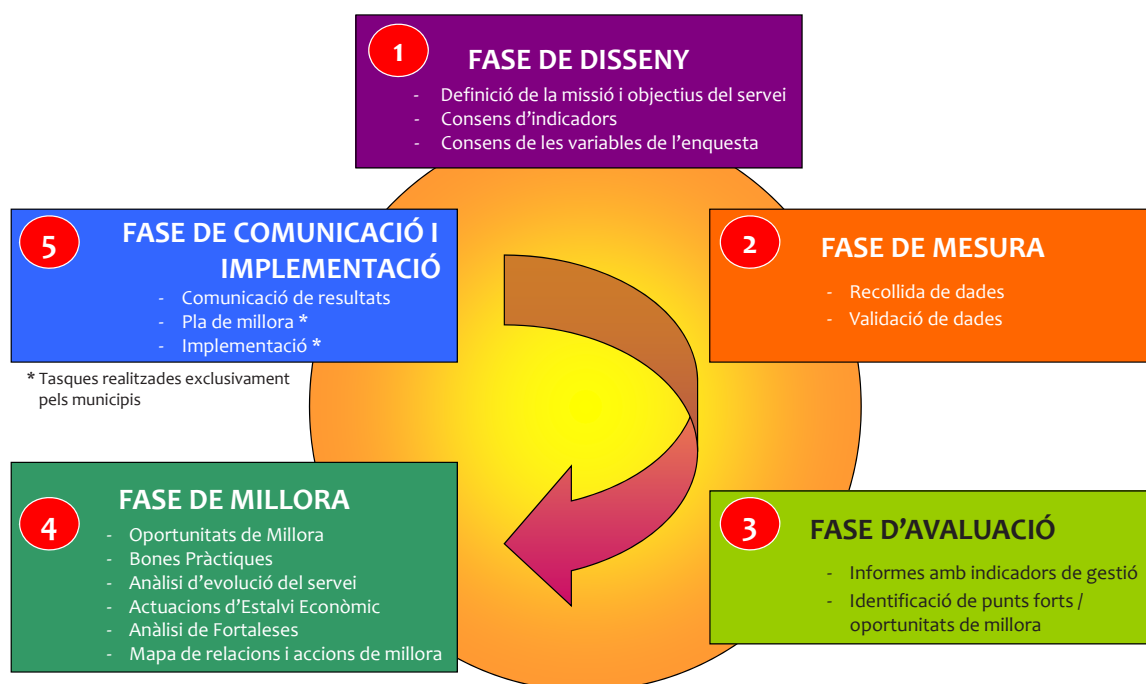 1
FASE DE DISSENY
- Definició de la missió i objectius del servei
- Consens d’indicadors
- Consens de les variables de l’enquesta
2
FASE DE MESURA
- Recollida de dades
- Validació de dades
3
FASE D’AVALUACIÓ
- Informes amb indicadors de gestió
- Identificació de punts forts /
oportunitats de millora
4
FASE DE MILLORA
- Oportunitats de Millora
- Bones Pràctiques
- Anàlisi d’evolució del servei
- Actuacions d’Estalvi Econòmic
- Anàlisi de Fortaleses
- Mapa de relacions i accions de millora
5
FASE DE COMUNICACIÓ I
IMPLEMENTACIÓ
- Comunicació de resultats
- Pla de millora *
- Implementació *
* Tasques realitzades exclusivament
pels municipis